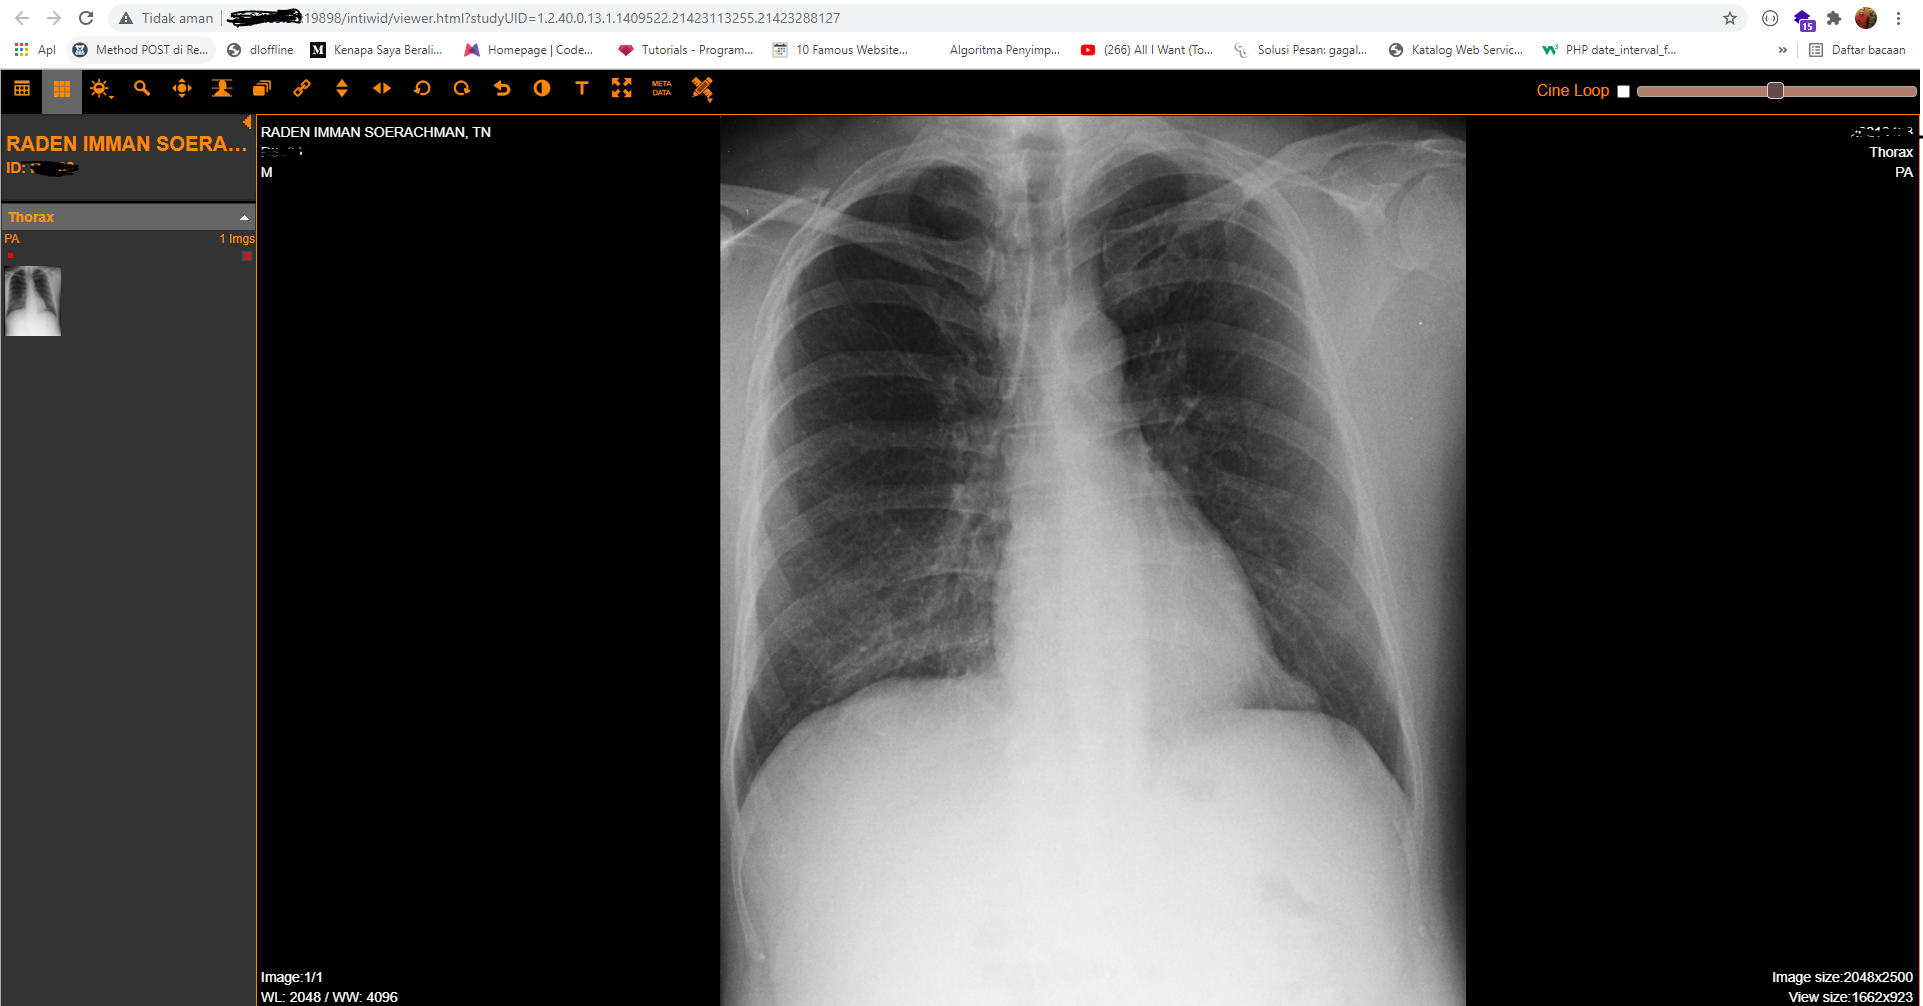 Tidak aman
19898/intiwid/viewer.html?studyUID=1.2.40.0.13.1.1409522.21423113255.21423288127
15
Apl
Method POST di Re...
dloffline
Kenapa Saya Berali...
Homepage | Code...
Tutorials - Program...
10 Famous Website...
Algoritma Penyimp...
(266) All I Want (To...
Solusi Pesan: gagal...
Katalog Web Servic...
PHP date_interval_f...
»
Daftar bacaan
T
META
DATA
Cine Loop
RADEN IMMAN SOERA...
ID:
Thorax
PA
1 Imgs
RADEN IMMAN SOERACHMAN, TN
M
Thorax
PA
Image:1/1
WL: 2048 / WW: 4096
Image size:2048x2500
View size:1662x923